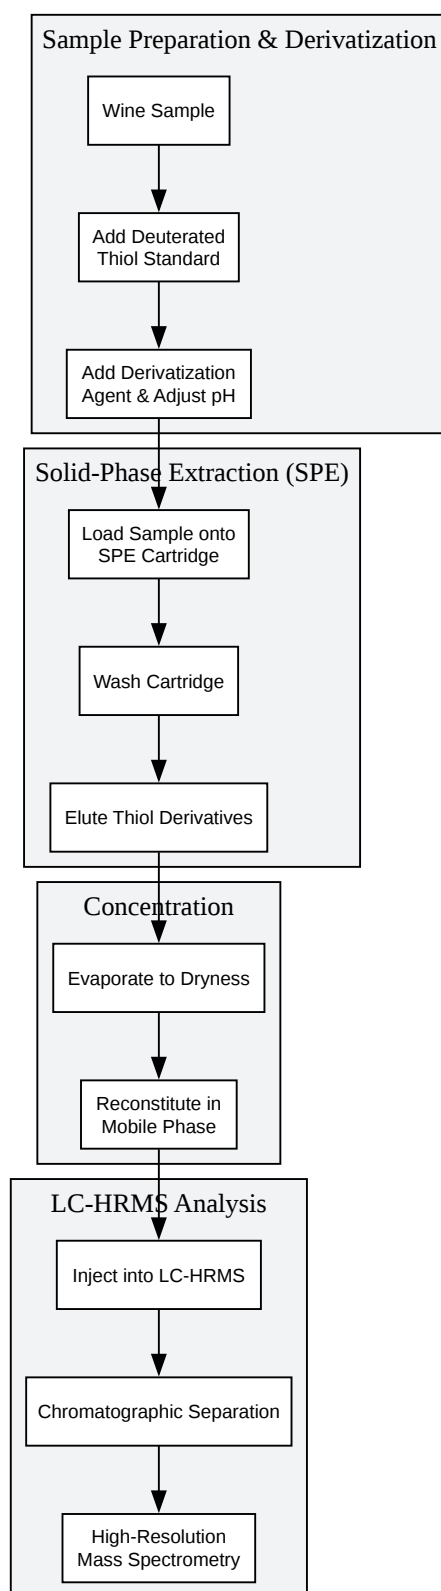 Sample Preparation & Derivatization
Wine Sample
Add Deuterated
Thiol Standard
Add Derivatization
Agent & Adjust pH
Solid-Phase Extraction (SPE)
Load Sample onto
SPE Cartridge
Wash Cartridge
Elute Thiol Derivatives
Concentration
Evaporate to Dryness
Reconstitute in
Mobile Phase
LC-HRMS Analysis
Inject into LC-HRMS
Chromatographic Separation
High-Resolution
Mass Spectrometry